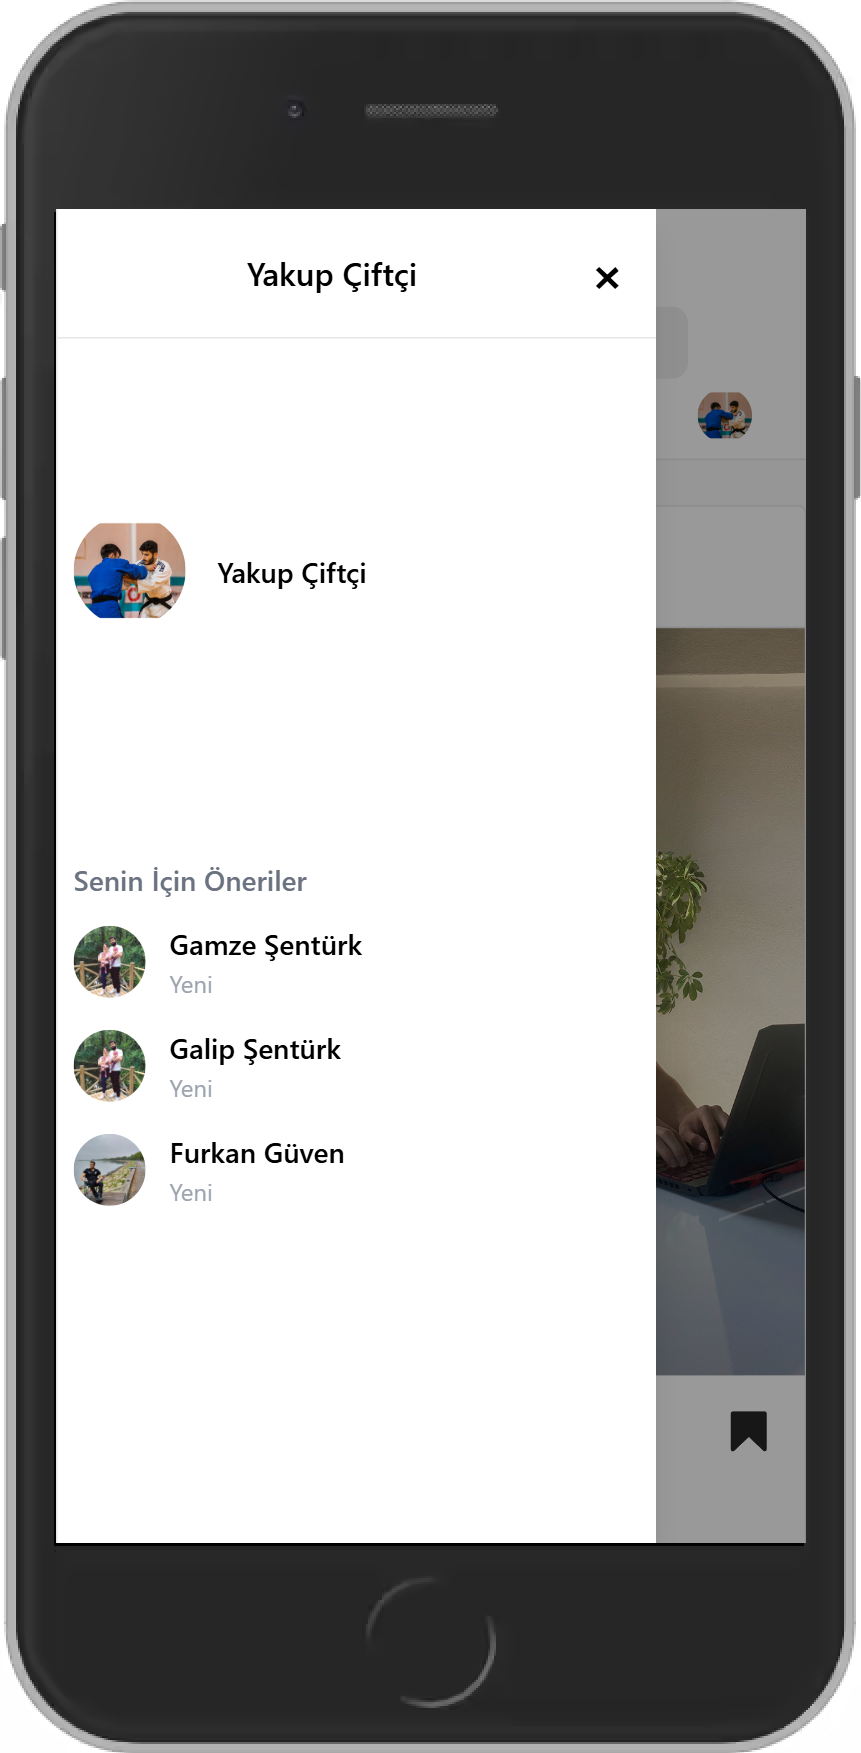 Yakup Çiftçi
Yakup Çiftçi
Senin İçin Öneriler
Gamze Şentürk
Yeni
Galip Şentürk
Yeni
Furkan Güven
Yeni